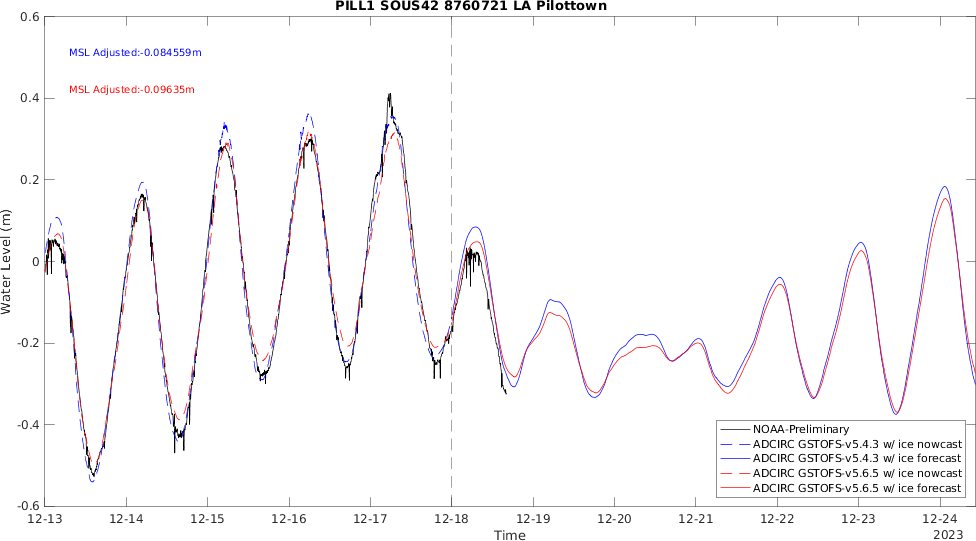 PILL1 SOUS42 8760721 LA Pilottown
MSL Adjusted:-0.084559m
MSL Adjusted:-0.09635m
Water Level (m)
0.6
0.4
0.2
0
-0.2
-0.4
-0.6
NOAA-Preliminary
ADCIRC GSTOFS-v5.4.3 w/ ice nowcast
ADCIRC GSTOFS-v5.4.3 w/ ice forecast
ADCIRC GSTOFS-v5.6.5 w/ ice nowcast
ADCIRC GSTOFS-v5.6.5 w/ ice forecast
12-13 12-14 12-15 12-16 12-17 12-18 12-19 12-20 12-21 12-22 12-23 12-24
2023
Time